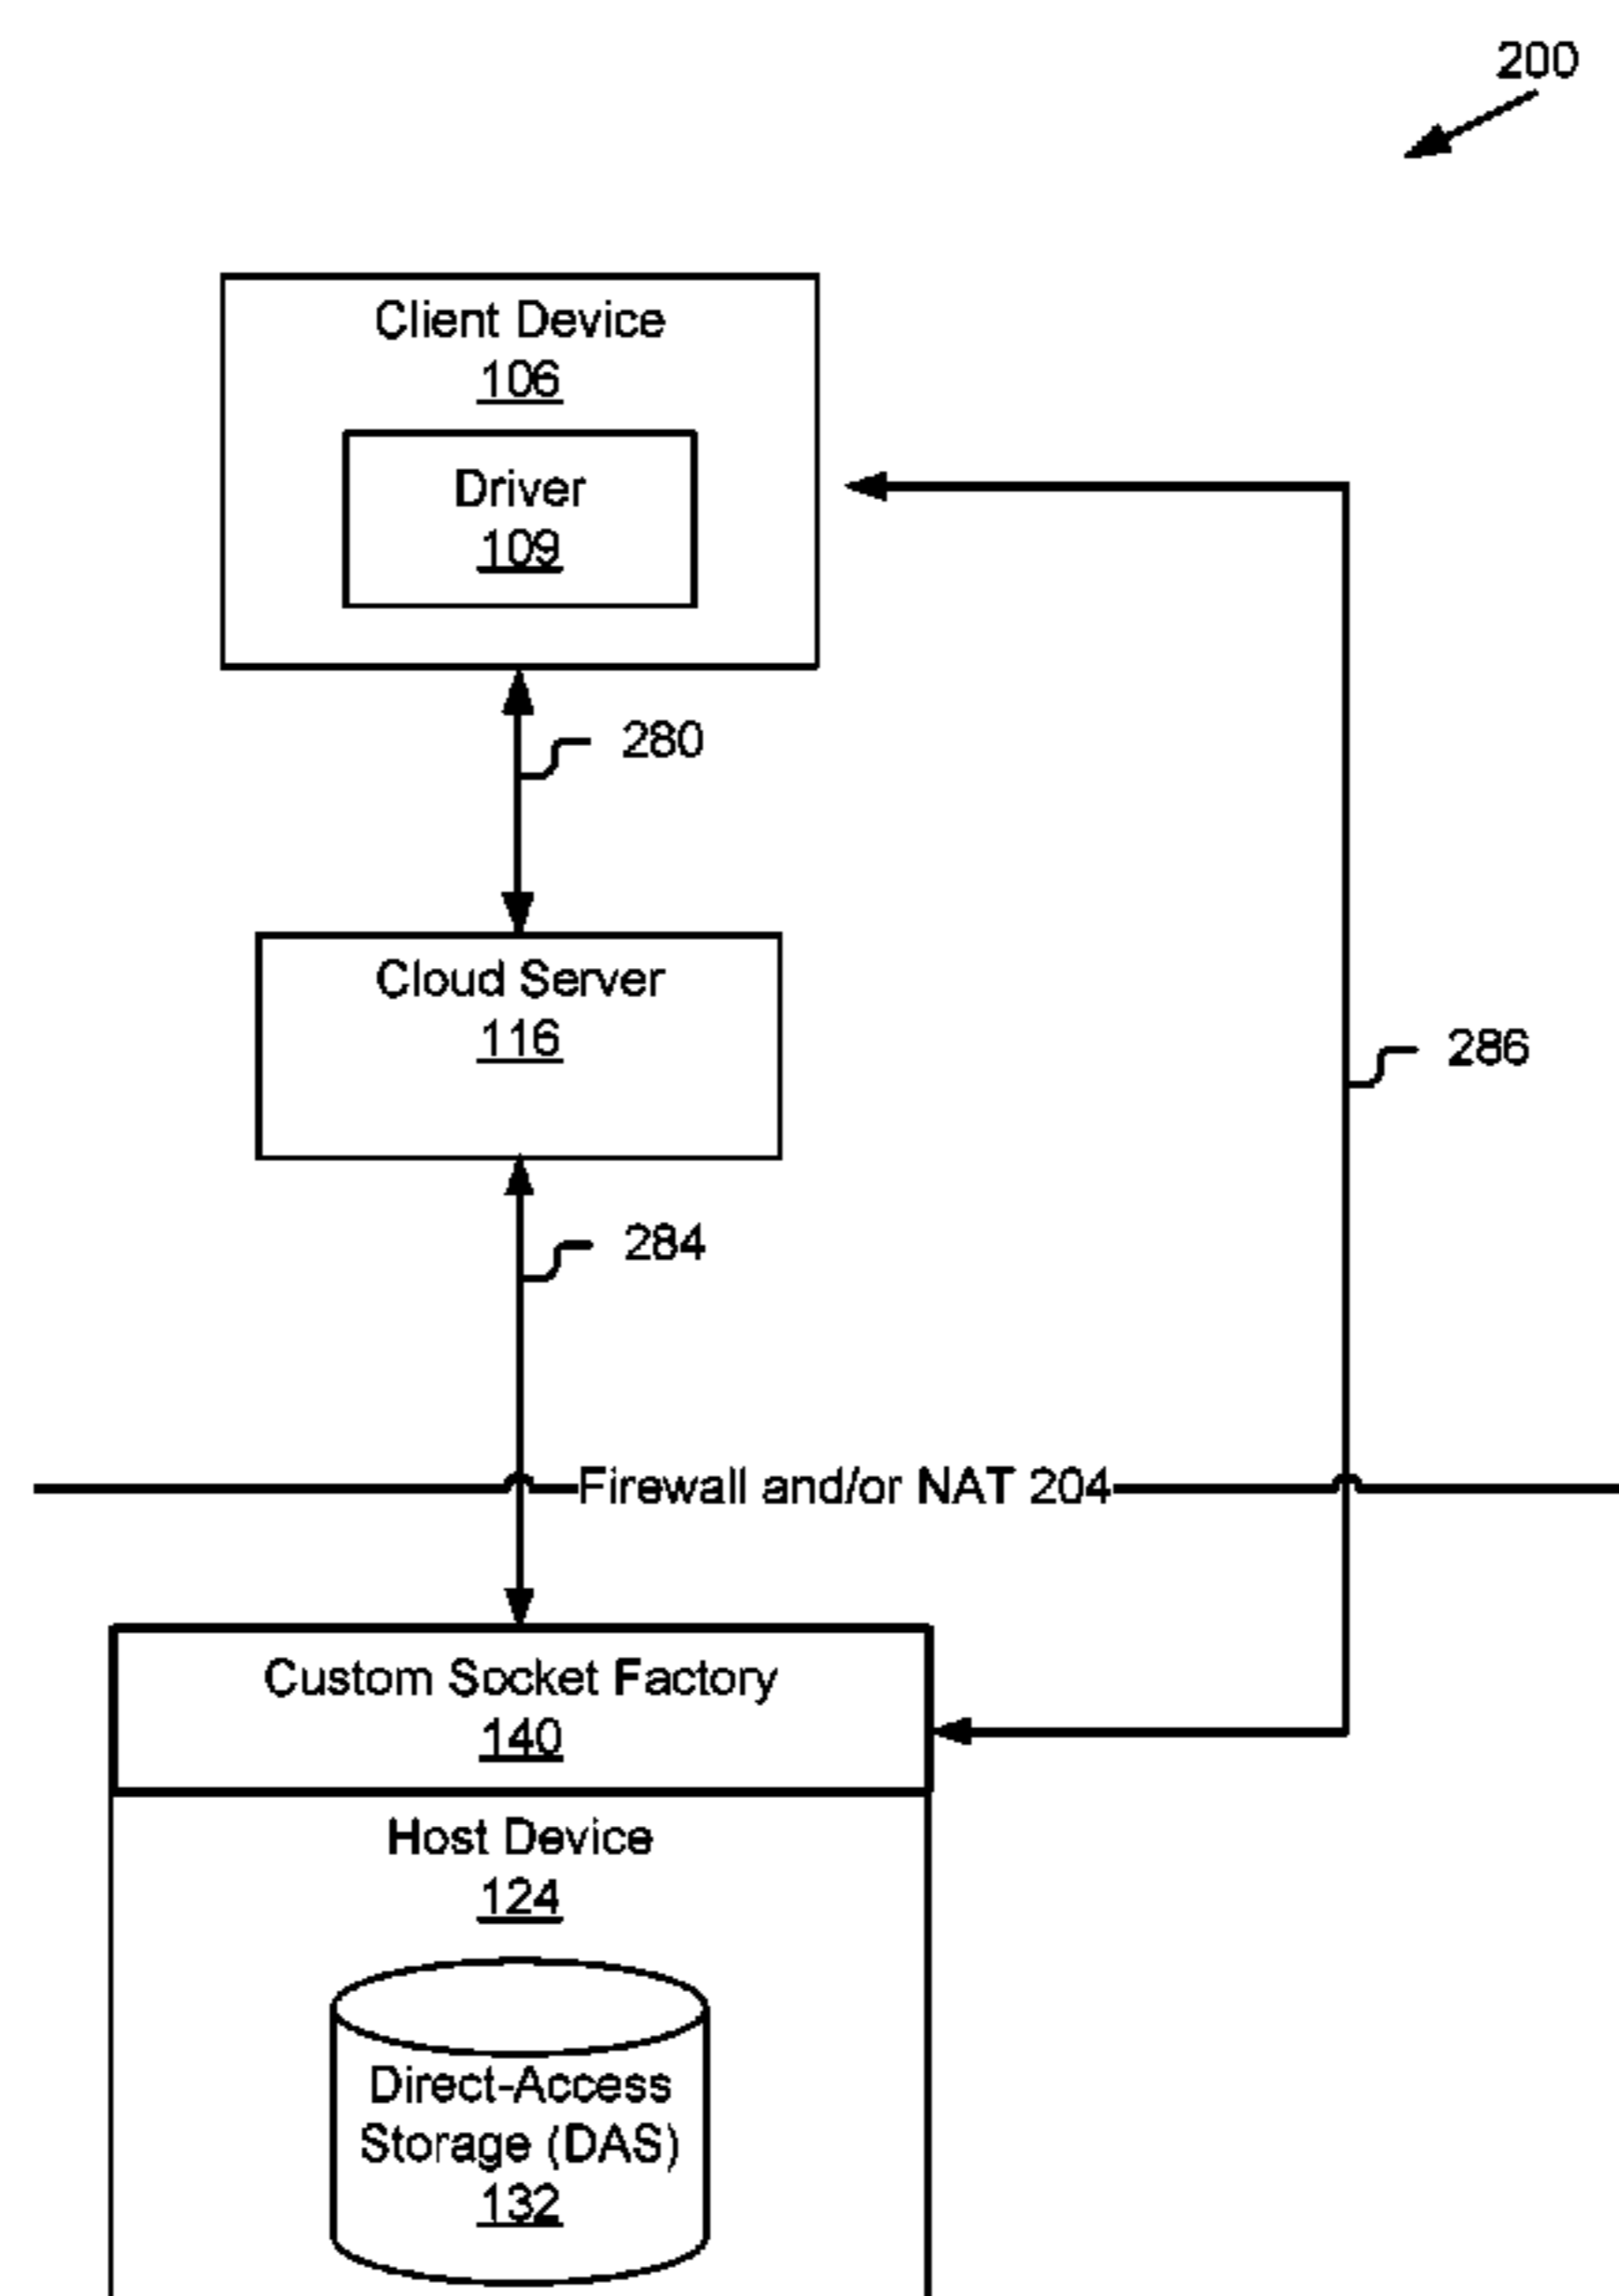 200
Client Device
106
Driver
109
280
Cloud Server
116
286
284
Firewall and/or NAT 204
Custom Socket Factory
140
Host Device
124
Direct-Access
Storage (DAS)
132